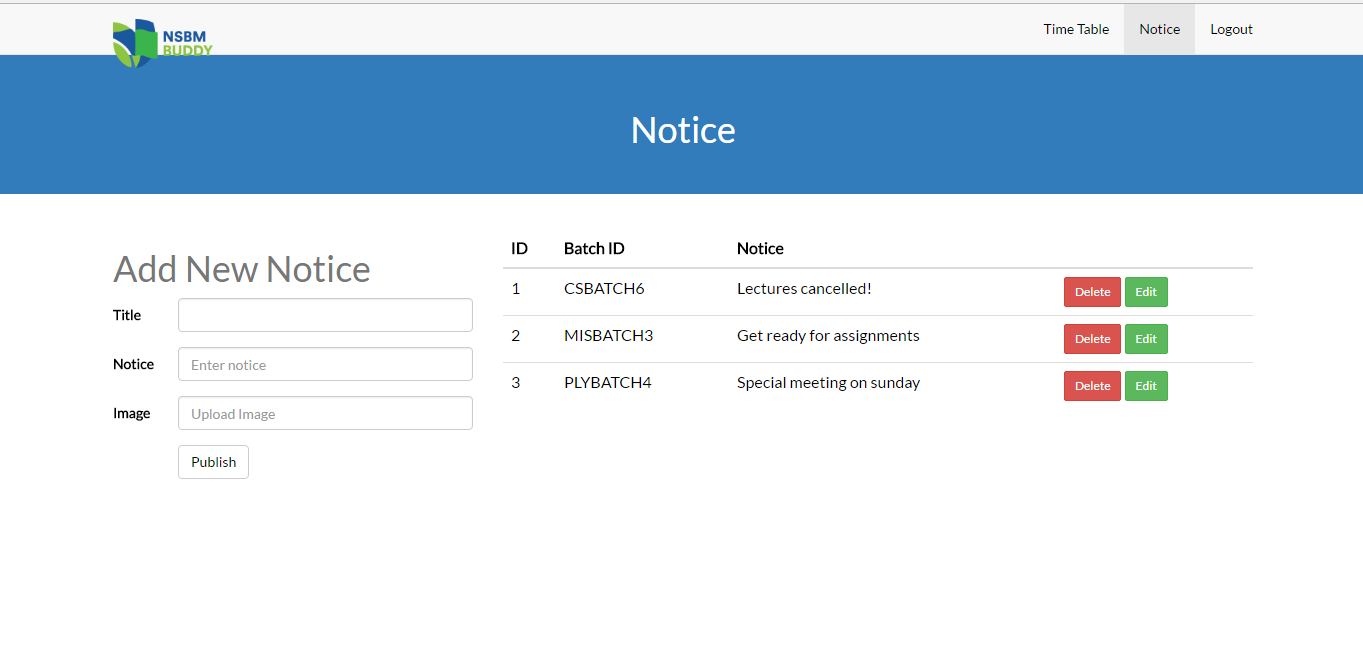 NSBM
BUDDY
Time Table Notice Logout
Notice
Add New Notice
Title
Notice Enter notice
Image Upload Image
Publish
ID Batch ID Notice
1 CSBATCH6 Lectures cancelled! Delete Edit
2 MISBATCH3 Get ready for assignments Delete Edit
3 PLYBATCH4 Special meeting on sunday Delete Edit